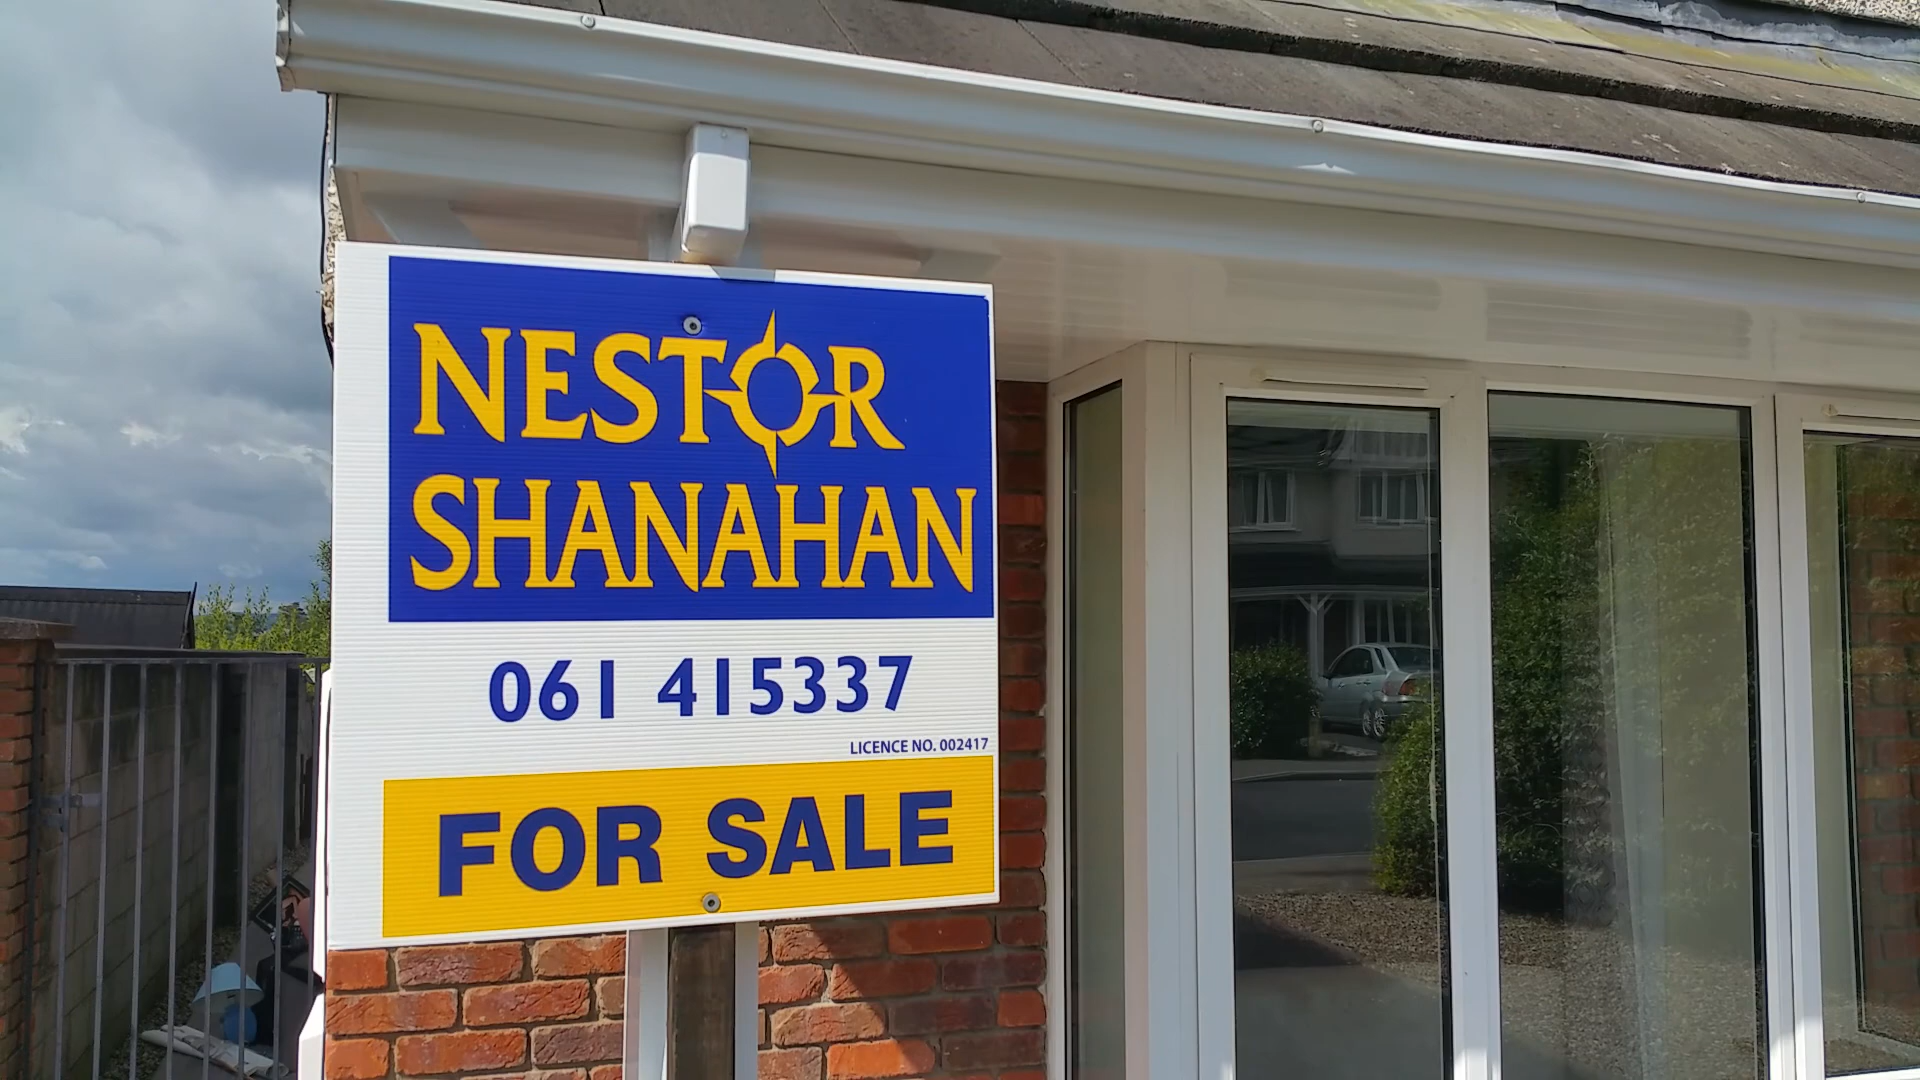 NESTOR
SHANAHAN
061 415337
LICENCE NO. 002417
FOR SALE